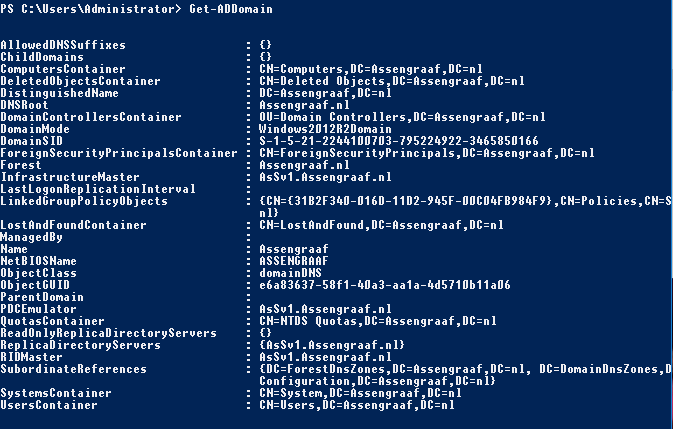 PS C:\Users\Administrator> Get-ADDomain
AllowedDNSSuffixes : {}
ChildDomains : {}
ComputersContainer : CN=Computers,DC=Assengraaf,DC=nl
DeletedObjectsContainer : CN=Deleted Objects,DC=Assengraaf,DC=nl
DistinguishedName : DC=Assengraaf,DC=nl
DNSRoot : Assengraaf.nl
DomainControllersContainer : OU=Domain Controllers,DC=Assengraaf,DC=nl
DomainMode : Windows2012R2Domain
DomainSID : S-1-5-21-2244100703-795224922-3465850166
ForeignSecurityPrincipalsContainer : CN=ForeignSecurityPrincipals,DC=Assengraaf,DC=nl
Forest : Assengraaf.nl
InfrastructureMaster : AsSv1.Assengraaf.nl
LastLogonReplicationInterval :
LinkedGroupPolicyObjects : {CN={31B2F340-016D-11D2-945F-00C04FB984F9},CN=Policies,CN=S
nl}
LostAndFoundContainer : CN=LostAndFound,DC=Assengraaf,DC=nl
ManagedBy :
Name : Assengraaf
NetBIOSName : ASSENGRAAF
ObjectClass : domainDNS
ObjectGUID : e6a83637-58f1-40a3-aa1a-4d5710b11a06
ParentDomain :
PDCEmulator : AsSv1.Assengraaf.nl
QuotasContainer : CN=NTDS Quotas,DC=Assengraaf,DC=nl
ReadOnlyReplicaDirectoryServers : {}
ReplicaDirectoryServers : {AsSv1.Assengraaf.nl}
RIDMaster : AsSv1.Assengraaf.nl
SubordinateReferences : {DC=ForestDnsZones,DC=Assengraaf,DC=nl, DC=DomainDnsZones,D
Configuration,DC=Assengraaf,DC=nl}
SystemsContainer : CN=System,DC=Assengraaf,DC=nl
UsersContainer : CN=Users,DC=Assengraaf,DC=nl